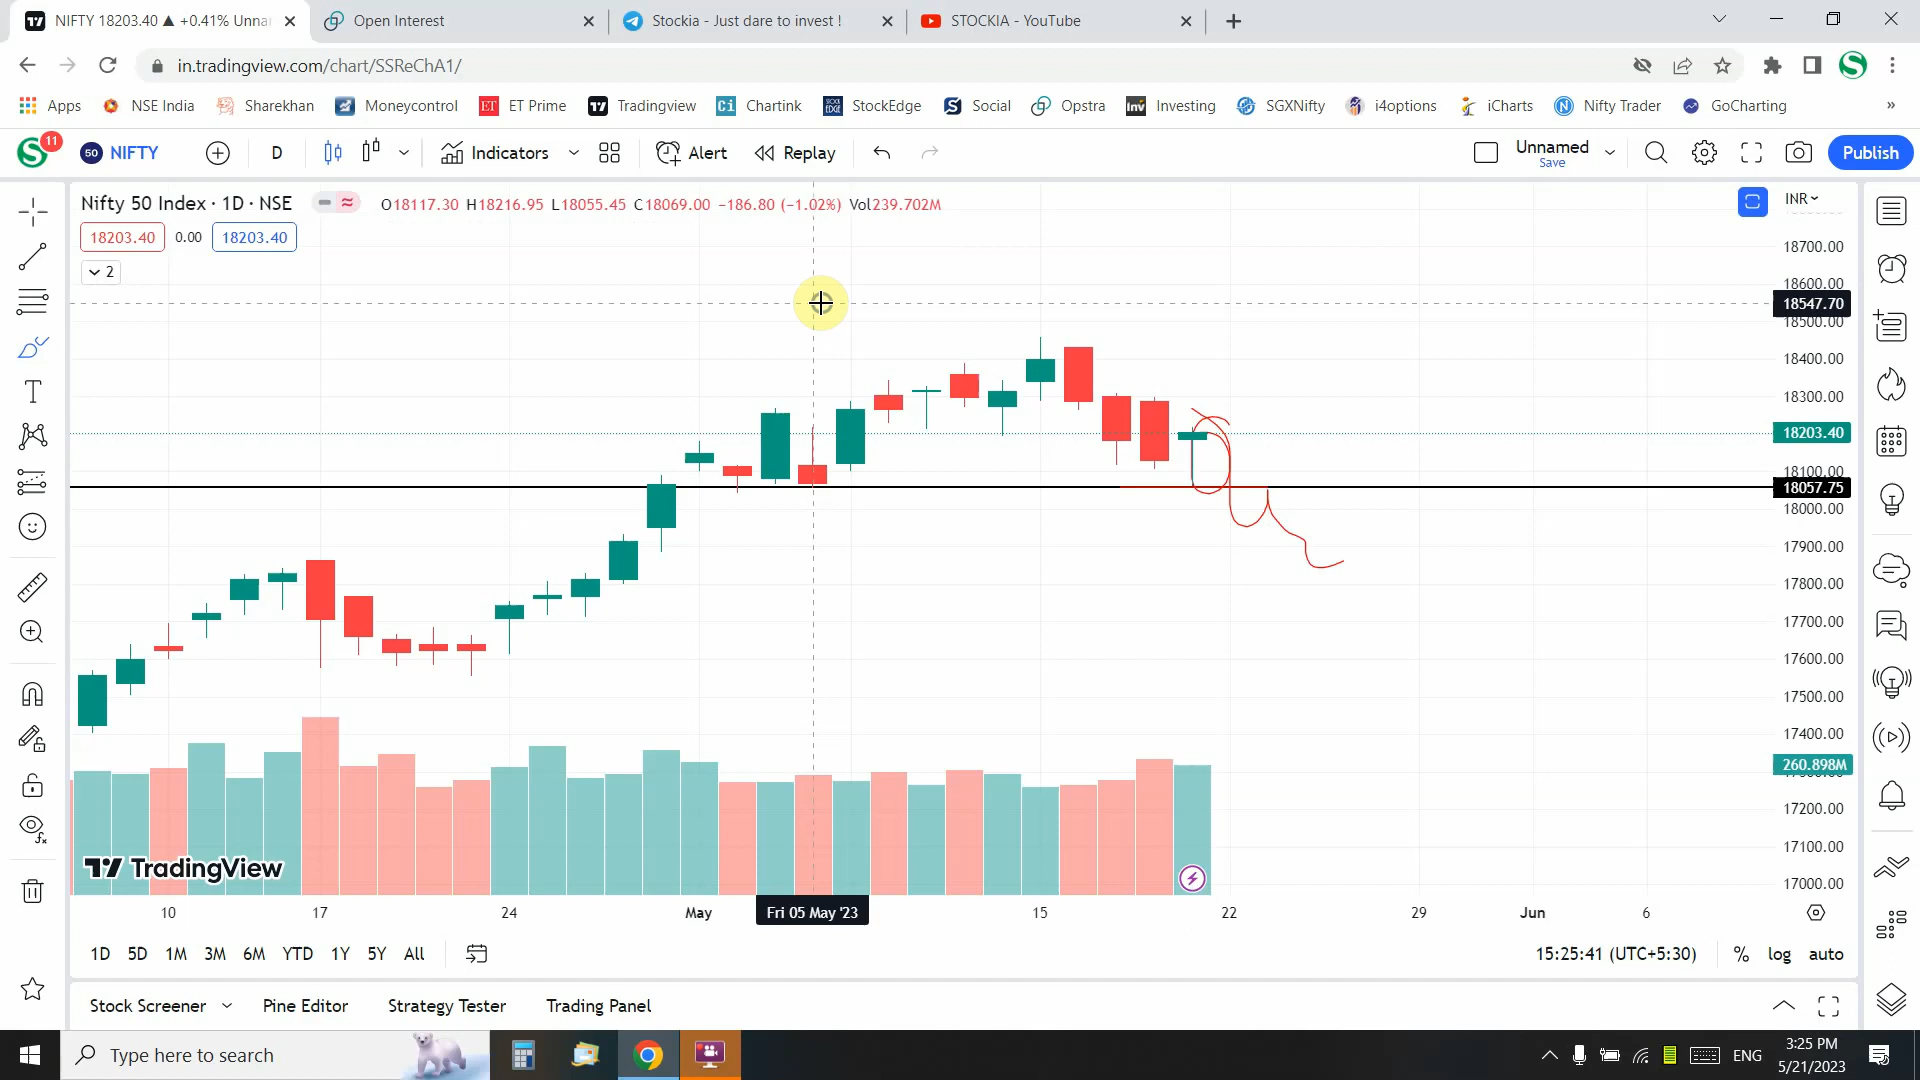 NIFTY 18203.40 ▲ +0.41% Unna
Open Interest
Stockia - Just dare to invest !
STOCKIA - YouTube
in.tradingview.com/chart/SSReChA1/
Apps
NSE India
Sharekhan
Moneycontrol
ET Prime
Tradingview
Chartink
StockEdge
Social
Opstra
Investing
SGXNifty
i4options
iCharts
Nifty Trader
GoCharting
»
11
50 NIFTY
D
Indicators
Alert
Replay
Unnamed
Save
Publish
Nifty 50 Index · 1D · NSE
O18117.30 H18216.95 L18055.45 C18069.00 −186.80 (−1.02%) Vol239.702M
INR
18203.40 0.00 18203.40
2
18700.00
18600.00
18547.70
18500.00
18400.00
18300.00
18203.40
18100.00
18057.75
18000.00
17900.00
17800.00
17700.00
17600.00
17500.00
17400.00
260.898M
17200.00
17100.00
17000.00
TradingView
10
17
24
May
Fri 05 May '23
15
22
29
Jun
6
1D 5D 1M 3M 6M YTD 1Y 5Y All
15:25:41 (UTC+5:30)
% log auto
Stock Screener
Pine Editor
Strategy Tester
Trading Panel
Type here to search
ENG
3:25 PM
5/21/2023